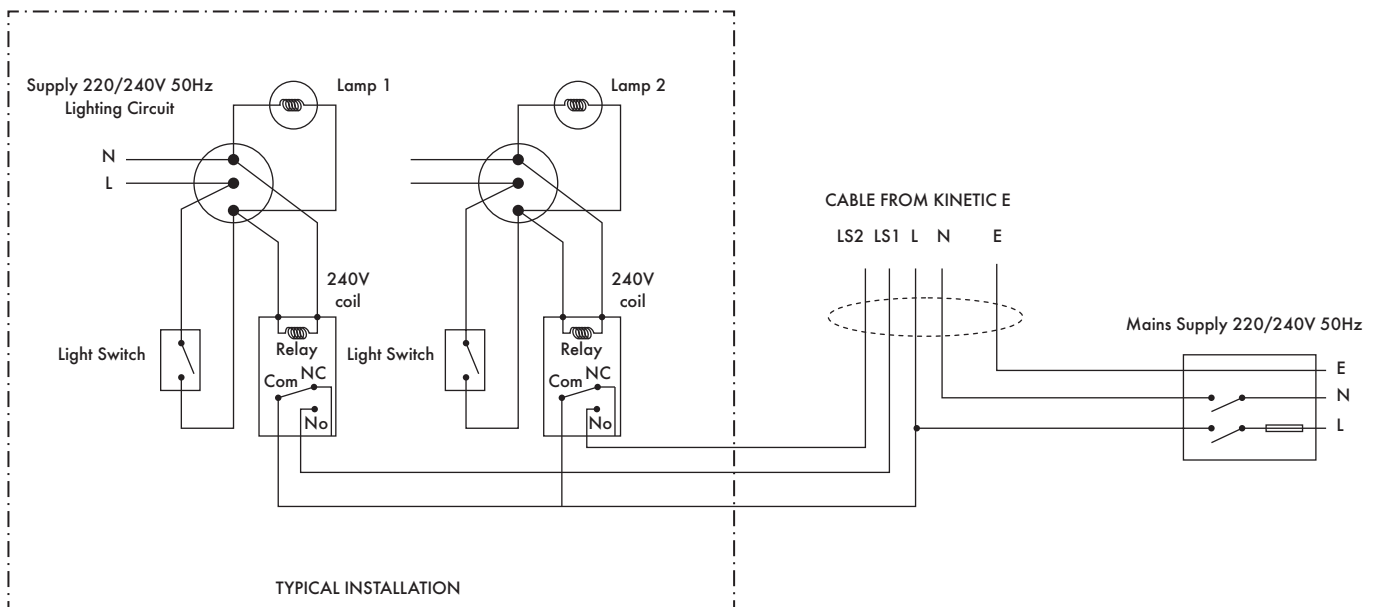 Supply 220/240V 50Hz
Lighting Circuit
Lamp 1
Lamp 2
N
L
CABLE FROM KINETIC E
LS2 LS1 L N E
240V
coil
240V
coil
Mains Supply 220/240V 50Hz
Light Switch
Relay
Light Switch
Relay
Com
NC
No
Com
NC
No
E
N
L
TYPICAL INSTALLATION